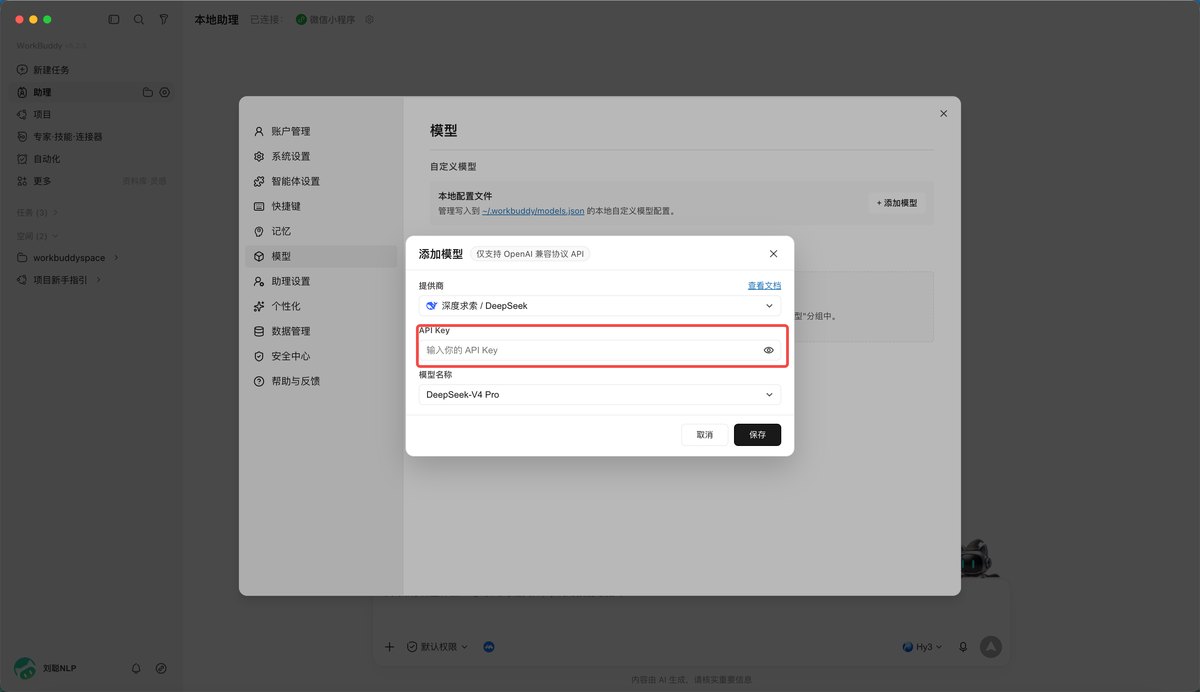 本地助理 已连接: 微信小程序
WorkBuddy
新建任务
助理
项目
专家·技能·连接器
自动化
更多 资料库·灵感
任务 (3)
空间 (2)
workbuddyspace
项目新手指引
刘聪NLP
账户管理
系统设置
智能体设置
快捷键
记忆
模型
助理设置
个性化
数据管理
安全中心
帮助与反馈
模型
自定义模型
本地配置文件
管理写入到 ~/.workbuddy/models.json 的本地自定义模型配置。
+ 添加模型
型"分组中。
添加模型 仅支持 OpenAI 兼容协议 API
提供商 查看文档
深度求索 / DeepSeek
API Key
输入你的 API Key
模型名称
DeepSeek-V4 Pro
取消 保存
默认权限 Hy3
内容由 AI 生成，请核实重要信息